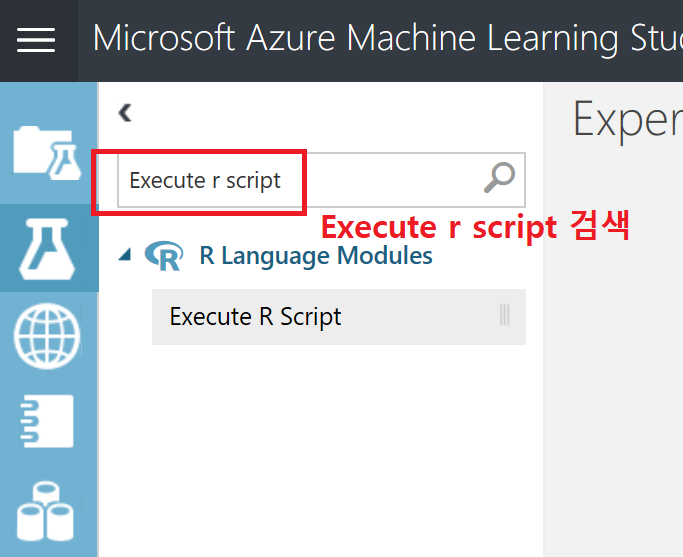 Microsoft Azure Machine Learning Stu
Exper
Execute r script
Execute r script 검색
R Language Modules
Execute R Script